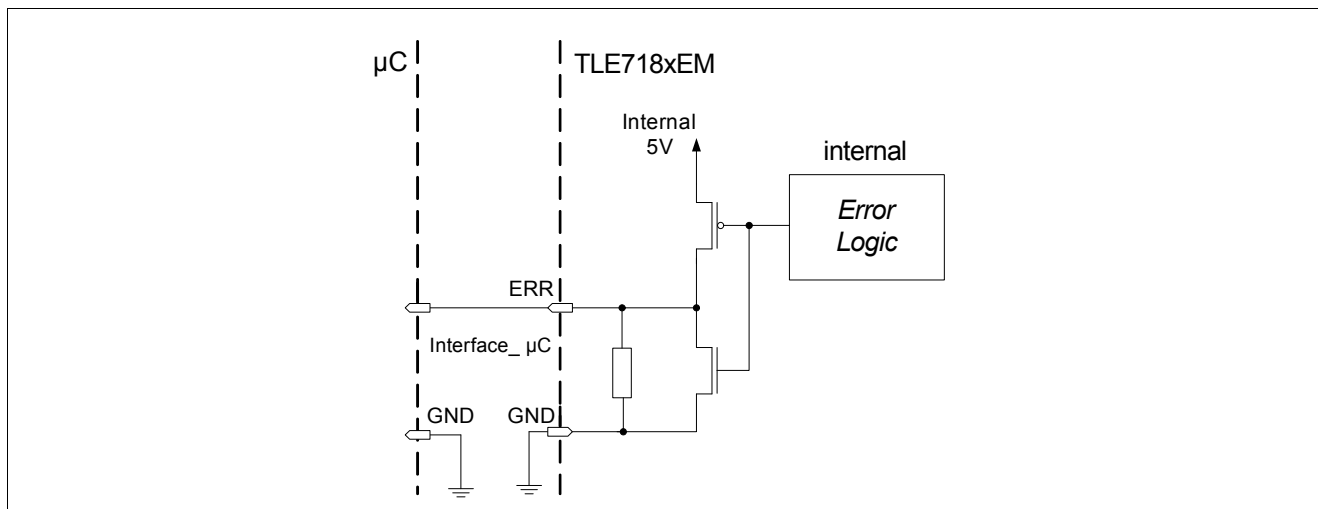 µC
TLE718xEM
Internal
5V
internal
Error
Logic
ERR
Interface_ µC
GND
GND